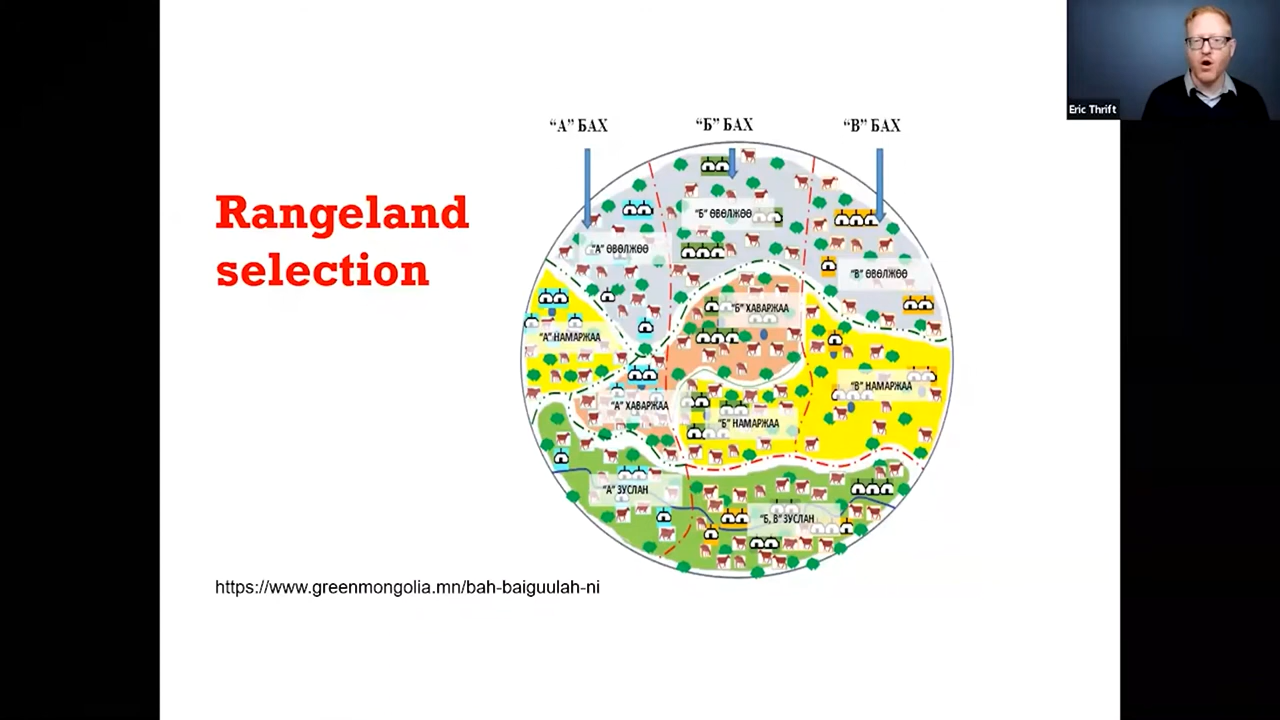 Eric Thrift
"А" БАХ
"Б" БАХ
"В" БАХ
Rangeland
selection
"Б" ӨВӨЛЖӨӨ
"А" ӨВӨЛЖӨӨ
"В" ӨВӨЛЖӨӨ
"Б" ХАВАРЖАА
"А" НАМАРЖАА
"В" НАМАРЖАА
"А" ХАВАРЖАА
"Б" НАМАРЖАА
"А" ЗУСЛАН
"Б, В" ЗУСЛАН
https://www.greenmongolia.mn/bah-baiguulah-ni